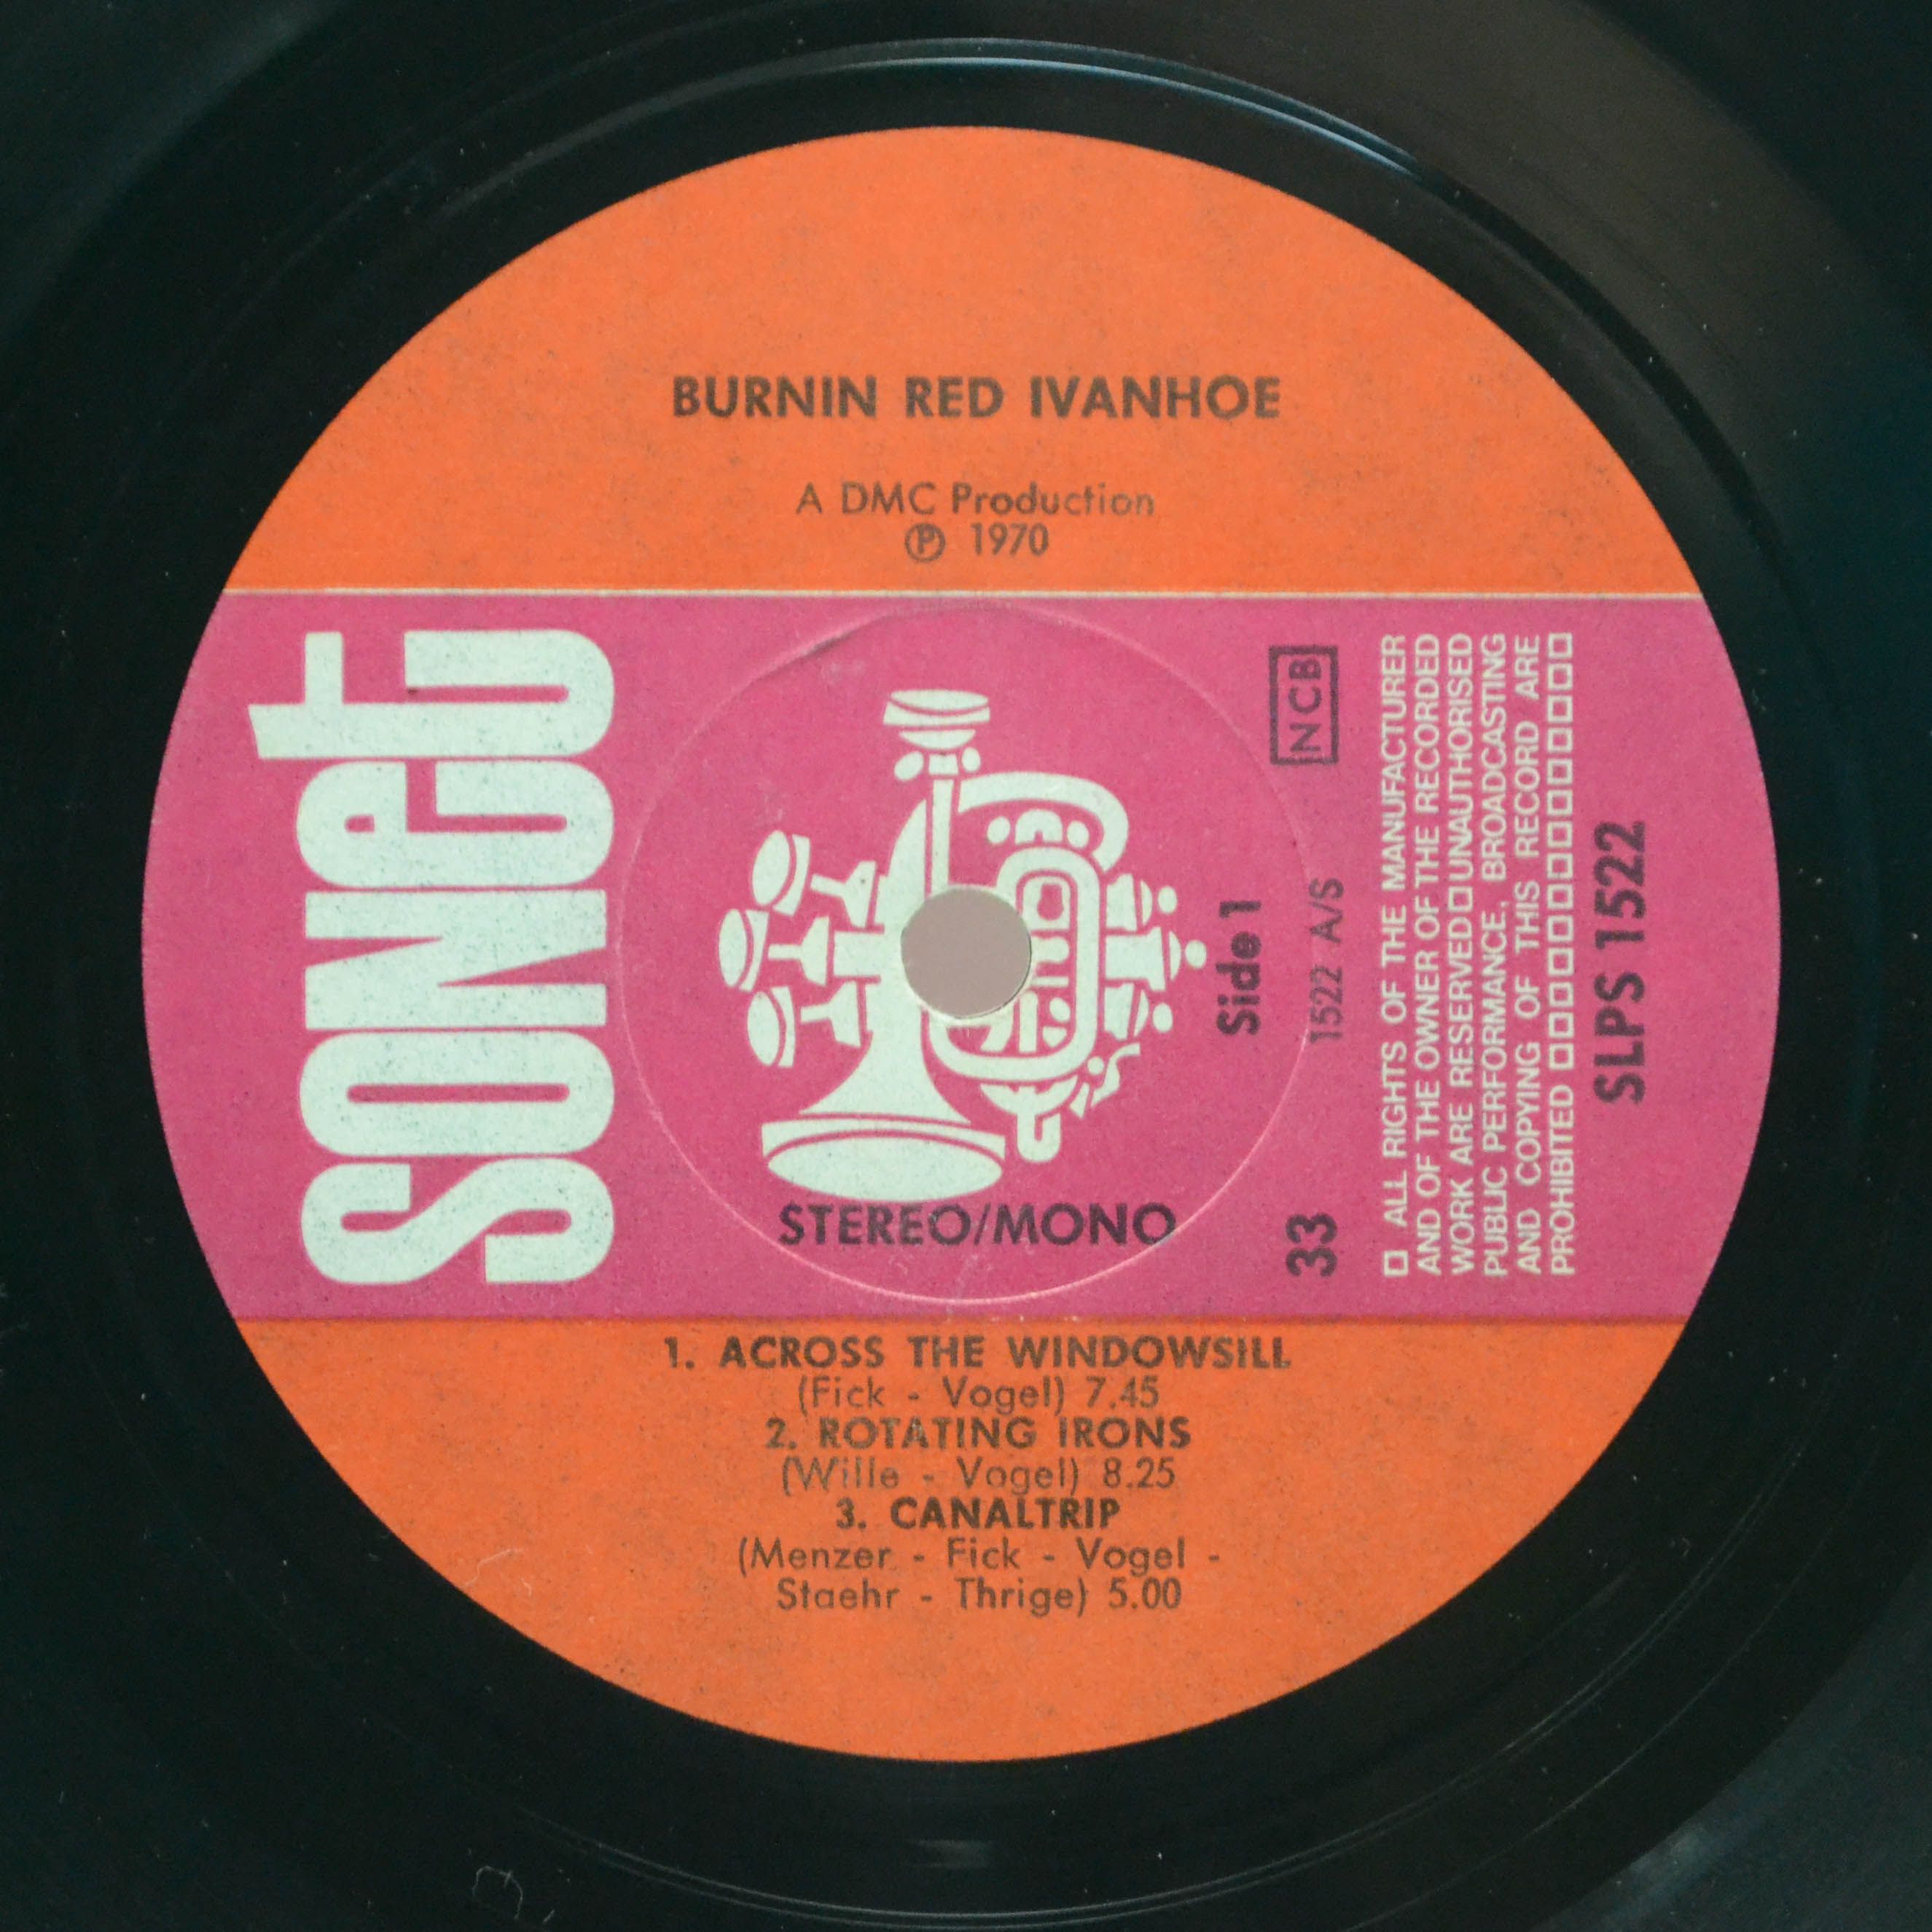 BURNIN RED IVANHOE
A DMC Production
Ⓟ 1970
sonet
STEREO/MONO
Side 1
1522 A/S
NCB
33
□ ALL RIGHTS OF THE MANUFACTURER
AND OF THE OWNER OF THE RECORDED
WORK ARE RESERVED □ UNAUTHORISED
PUBLIC PERFORMANCE, BROADCASTING
AND COPYING OF THIS RECORD ARE
PROHIBITED □□□□□□□□□□□□□
SLPS 1522
1. ACROSS THE WINDOWSILL
(Fick - Vogel) 7.45
2. ROTATING IRONS
(Wille - Vogel) 8.25
3. CANALTRIP
(Menzer - Fick - Vogel -
Staehr - Thrige) 5.00